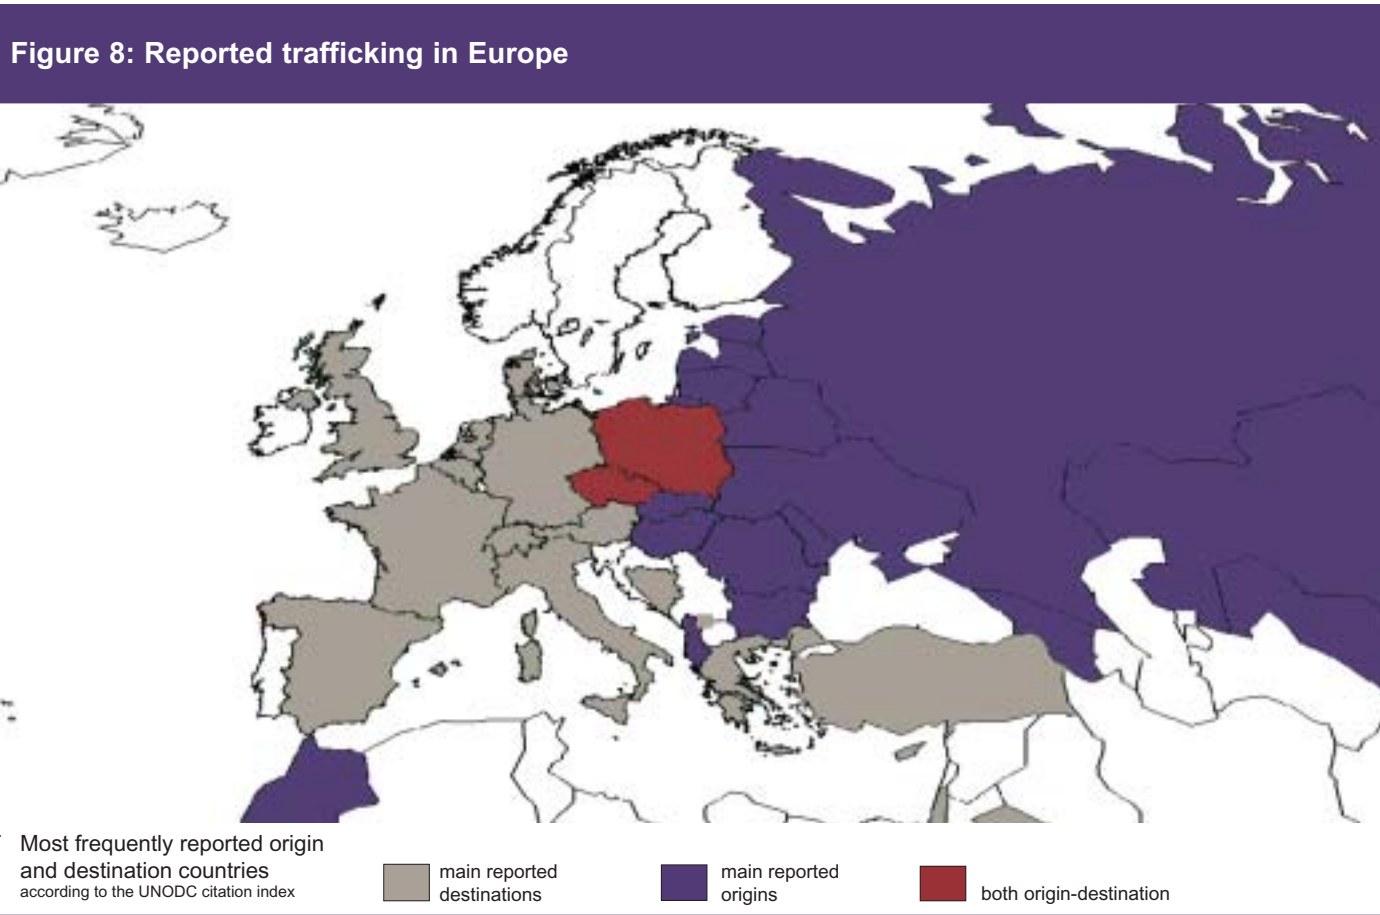 Figure 8: Reported trafficking in Europe
Most frequently reported origin
and destination countries
according to the UNODC citation index
main reported
destinations
main reported
origins
both origin-destination